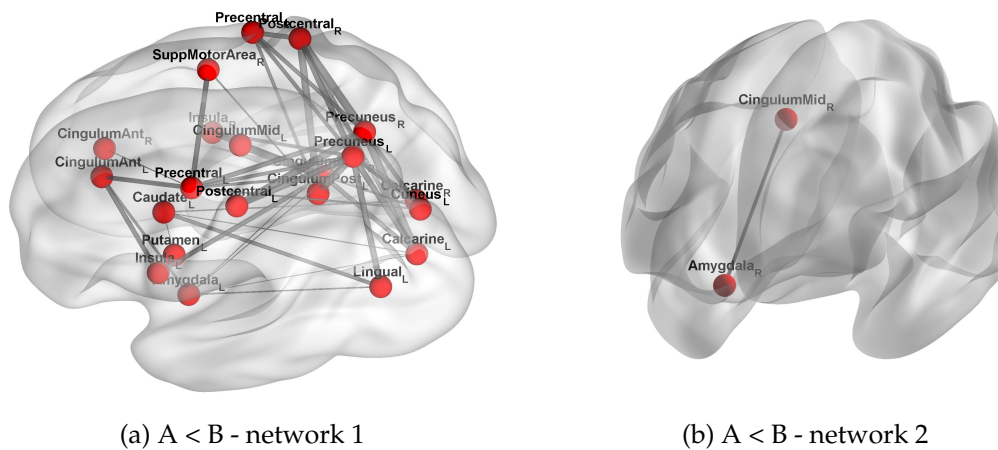 Precentral
Postcentral R
SuppMotorArea R
Precuneus R
Insula R
CingulumMid L
CingulumAnt R
Precuneus L
CingulumAnt L
Precentral L
CingulumPost L
Postcentral L
Calcarine R
Cuneus L
Caudate L
Putamen L
Calcarine L
Insula L
Amygdala L
Lingual L
CingulumMid R
Amygdala R
(a) A < B - network 1
(b) A < B - network 2